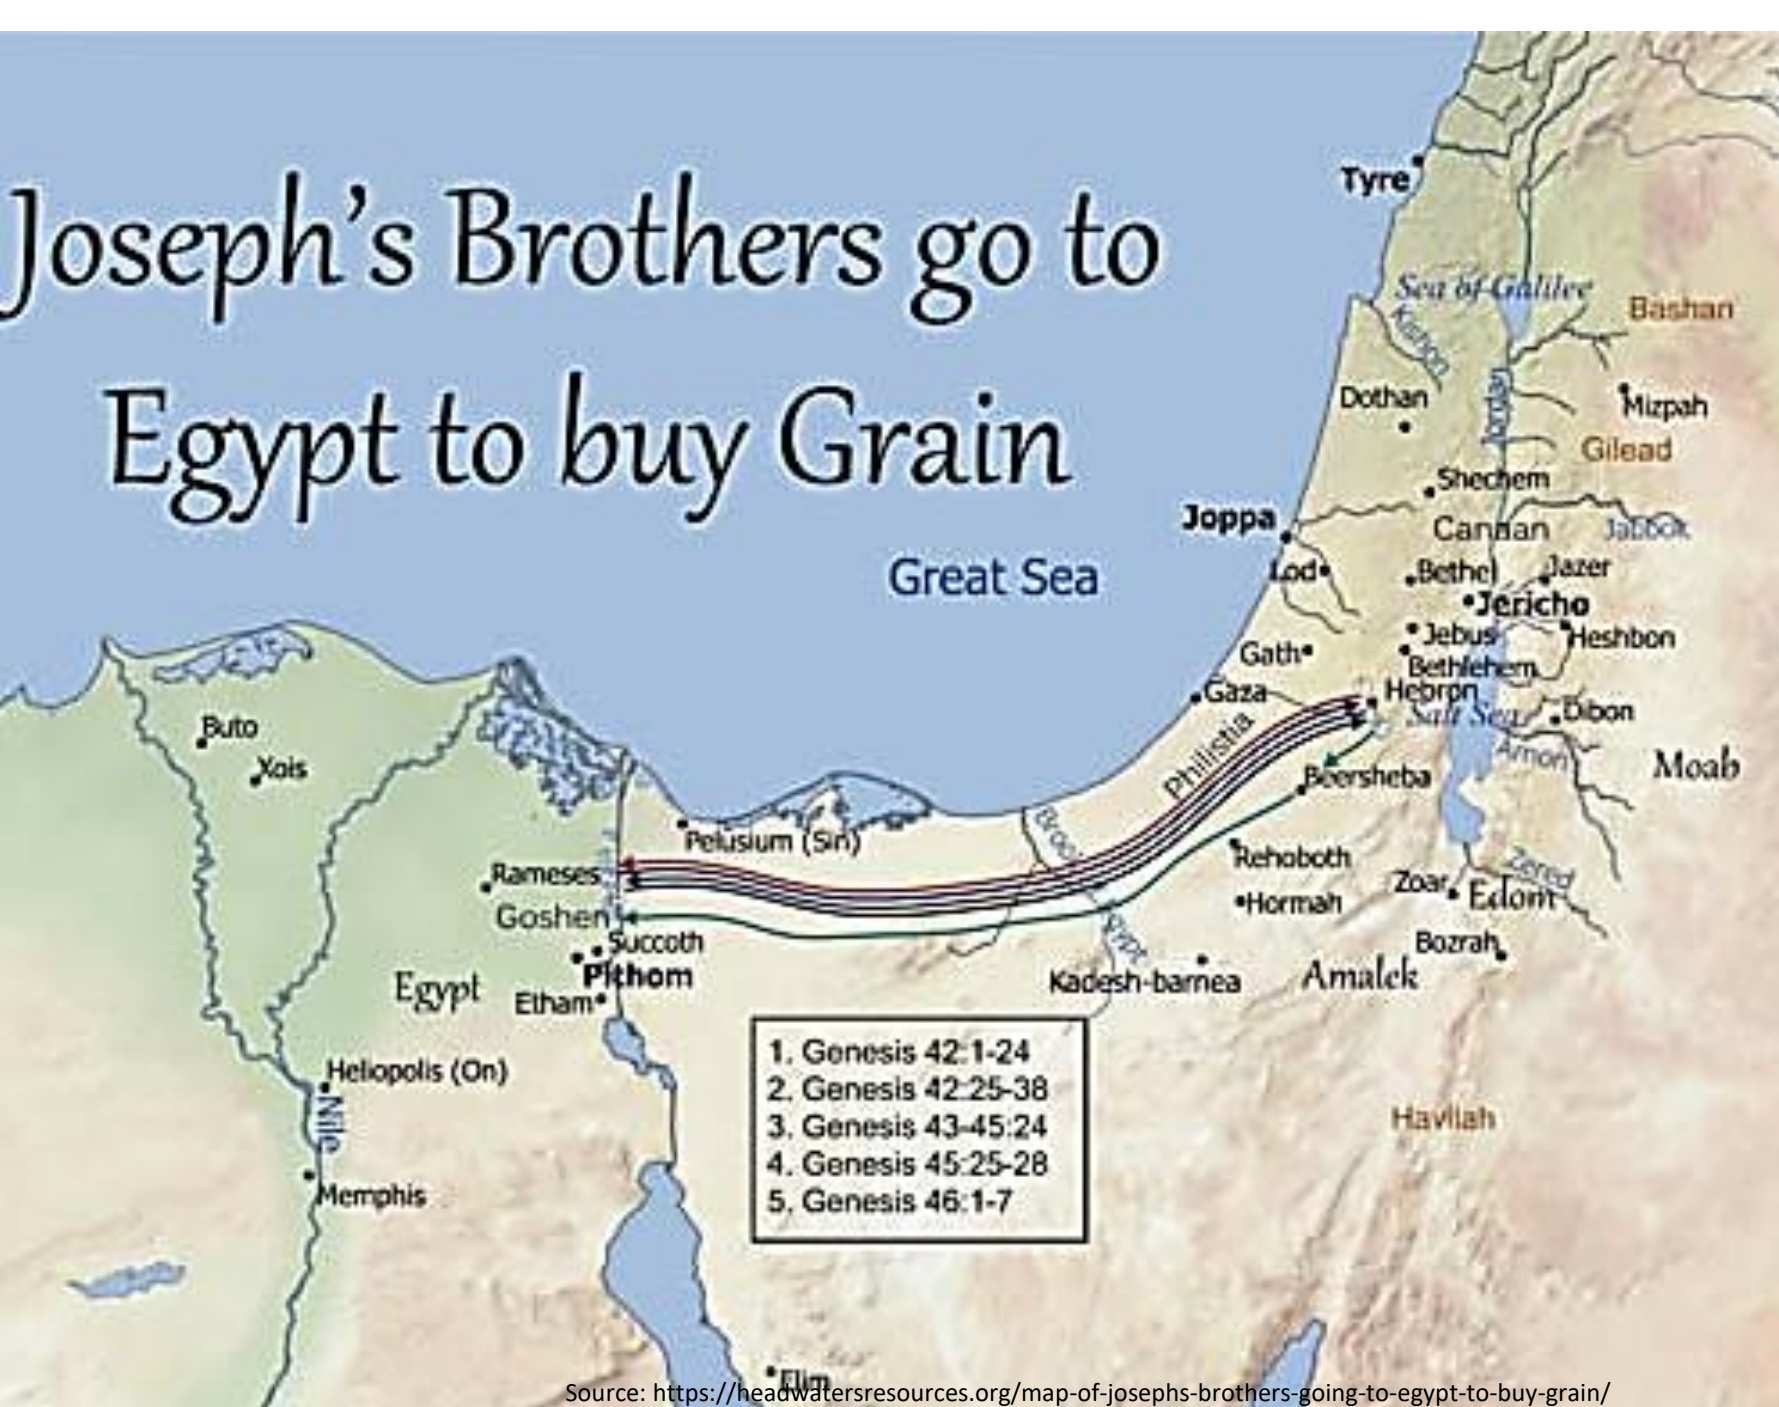 Joseph's Brothers go to
Egypt to buy Grain
Tyre
Sea of Galilee
Bashan
Kishon
Jordan
Dothan
Mizpah
Gilead
Shechem
Joppa
Canaan
Jabbok
Great Sea
Lod
Bethel
Jazer
Jericho
Jebus
Heshbon
Gath
Bethlehem
Gaza
Hebron
Salt Sea
Dibon
Buto
Philistia
Arnon
Xois
Beersheba
Moab
Pelusium (Sin)
Brook
Egypt
Rehoboth
Rameses
Zoar
Zered
Edom
Goshen
Hormah
Succoth
Bozrah
Pithom
Kadesh-barnea
Amalek
Egypt
Etham
1. Genesis 42:1-24
2. Genesis 42:25-38
3. Genesis 43-45:24
4. Genesis 45:25-28
5. Genesis 46:1-7
Heliopolis (On)
Nile
Havilah
Memphis
Elim
Source: https://headwatersresources.org/map-of-josephs-brothers-going-to-egypt-to-buy-grain/